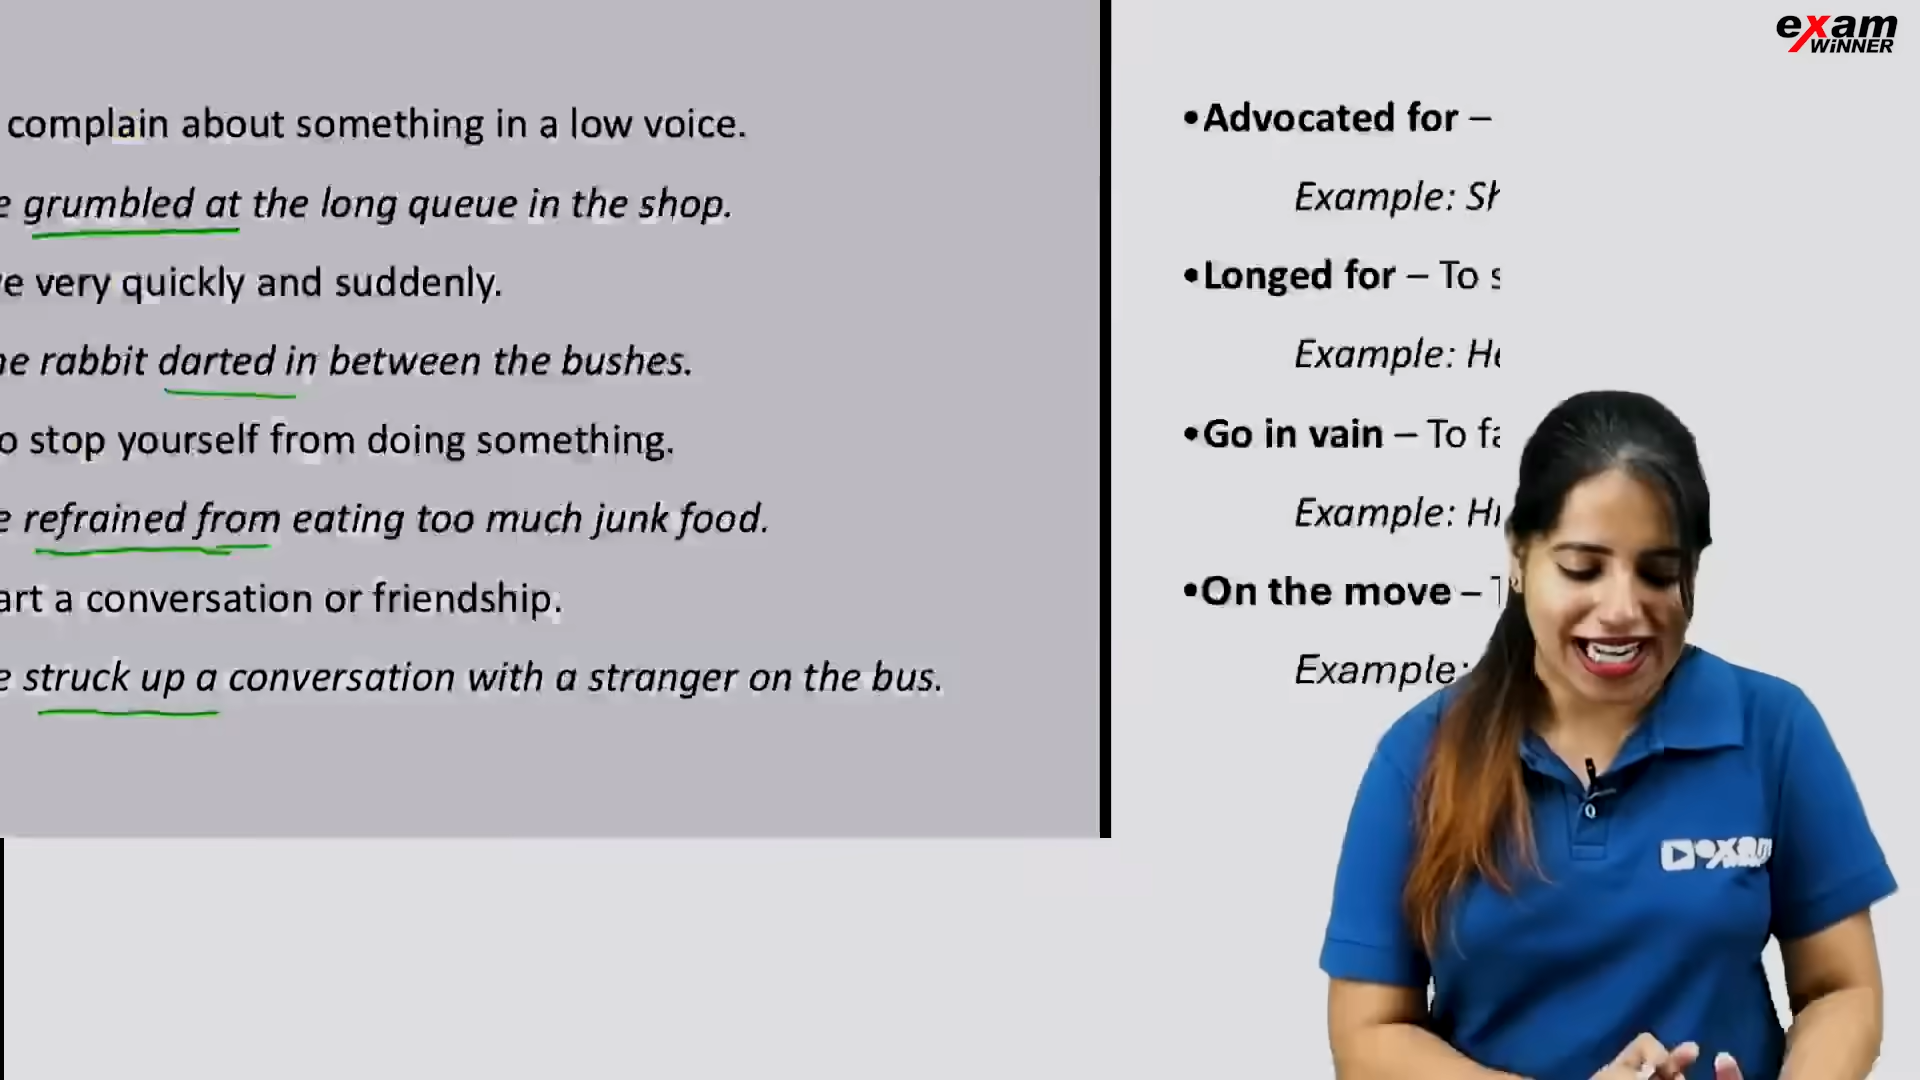 exam
WiNNER
complain about something in a low voice.
grumbled at the long queue in the shop.
very quickly and suddenly.
rabbit darted in between the bushes.
stop yourself from doing something.
refrained from eating too much junk food.
a conversation or friendship.
struck up a conversation with a stranger on the bus.
•Advocated for –
Example:
•Longed for – To
Example:
•Go in vain – To
Example:
•On the move –
Example:
exam